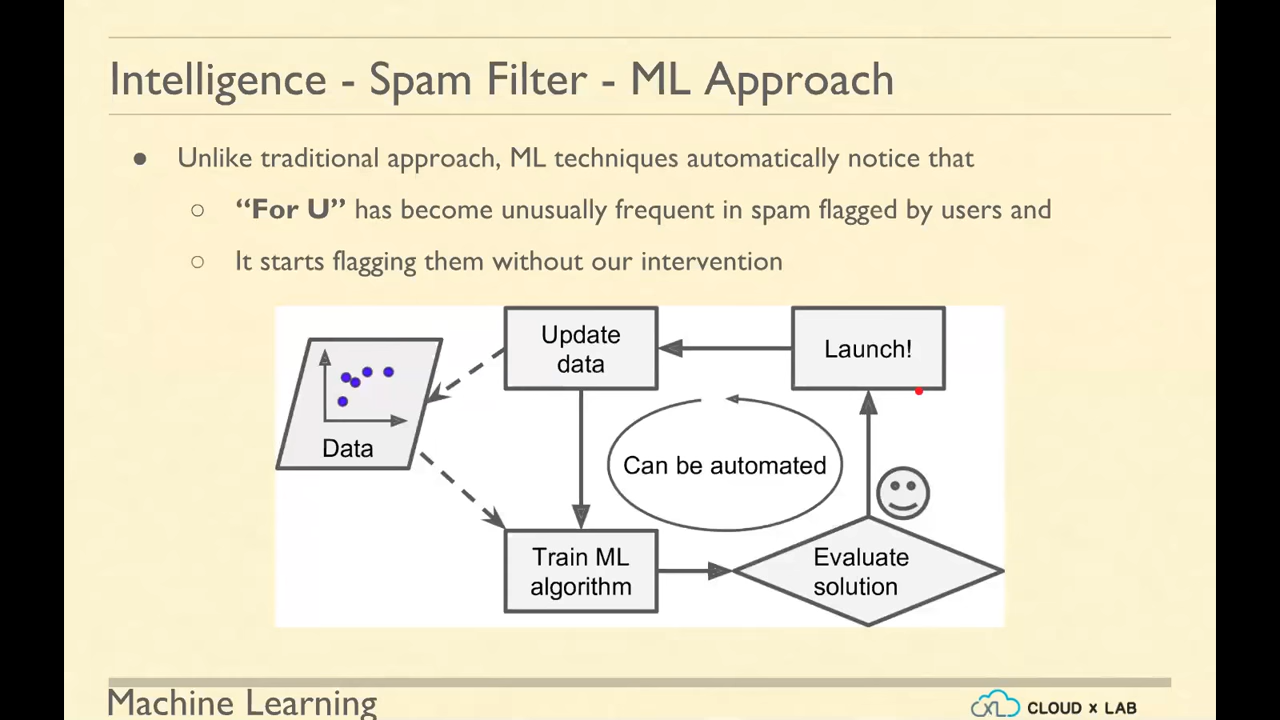 Intelligence - Spam Filter - ML Approach
● Unlike traditional approach, ML techniques automatically notice that
○ “For U” has become unusually frequent in spam flagged by users and
○ It starts flagging them without our intervention
Update
data
Launch!
Data
Can be automated
Train ML
algorithm
Evaluate
solution
Machine Learning
CLOUD x LAB